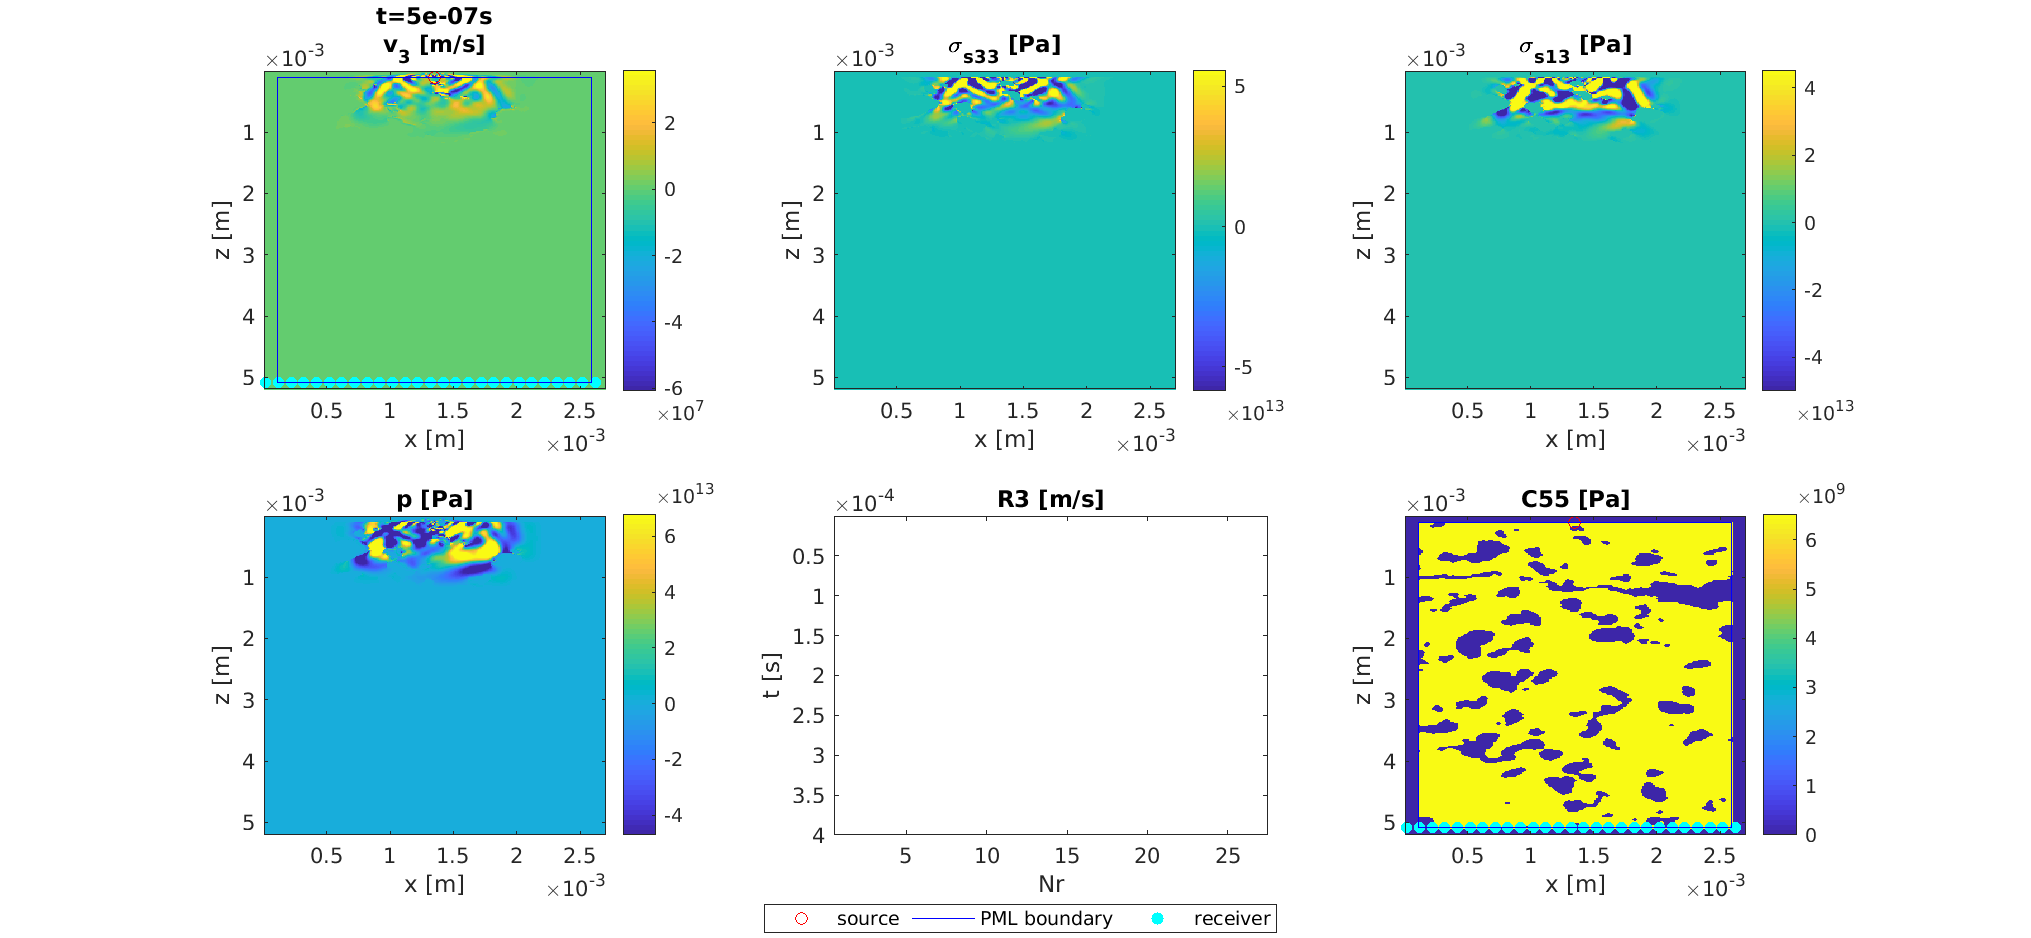 t=5e-07s
v3 [m/s]
×10-3
1
2
3
4
5
z [m]
0.5 1 1.5 2 2.5
x [m]
×10-3
2
0
-2
-4
-6
×107
σs33 [Pa]
×10-3
1
2
3
4
5
z [m]
0.5 1 1.5 2 2.5
x [m]
×10-3
5
0
-5
×1013
σs13 [Pa]
×10-3
1
2
3
4
5
z [m]
0.5 1 1.5 2 2.5
x [m]
×10-3
4
2
0
-2
-4
×1013
p [Pa]
×10-3
1
2
3
4
5
z [m]
0.5 1 1.5 2 2.5
x [m]
×10-3
×1013
6
4
2
0
-2
-4
R3 [m/s]
×10-4
0.5
1
1.5
2
2.5
3
3.5
4
t [s]
5 10 15 20 25
Nr
C55 [Pa]
×10-3
1
2
3
4
5
z [m]
0.5 1 1.5 2 2.5
x [m]
×10-3
×109
6
5
4
3
2
1
0
source PML boundary receiver